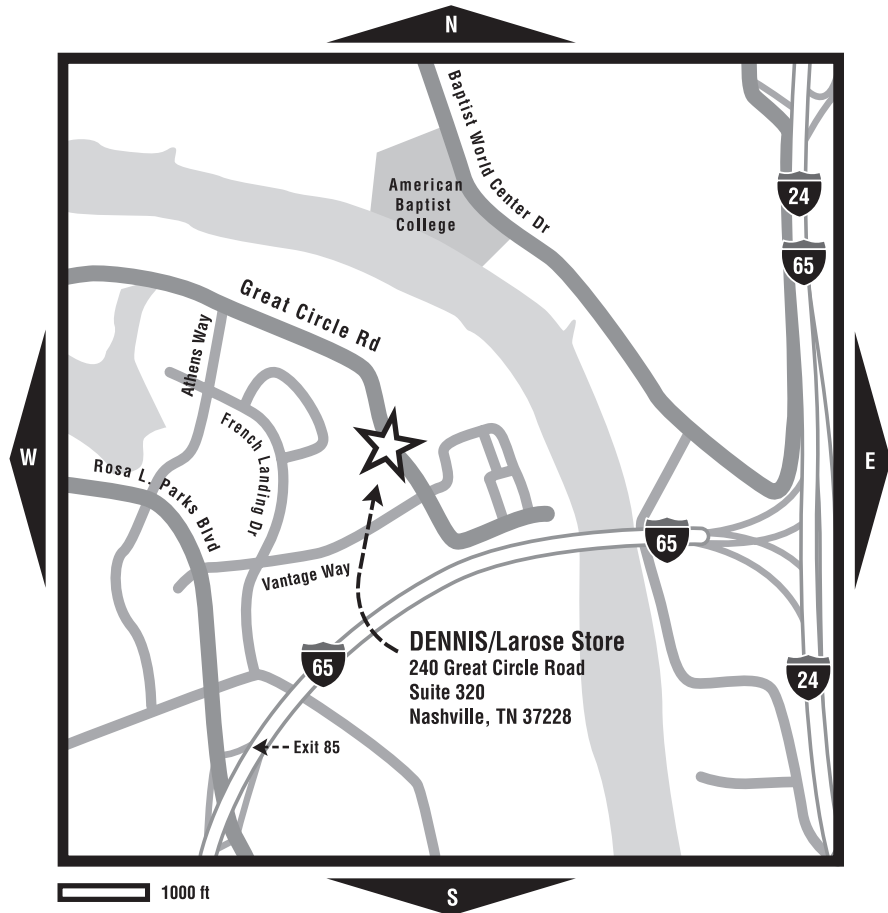 N
Baptist World Center Dr
American
Baptist
College
24
65
Great Circle Rd
Athens Way
French Landing Dr
W
E
Rosa L. Parks Blvd
65
Vantage Way
DENNIS/Larose Store
240 Great Circle Road
Suite 320
Nashville, TN 37228
65
24
Exit 85
1000 ft
S